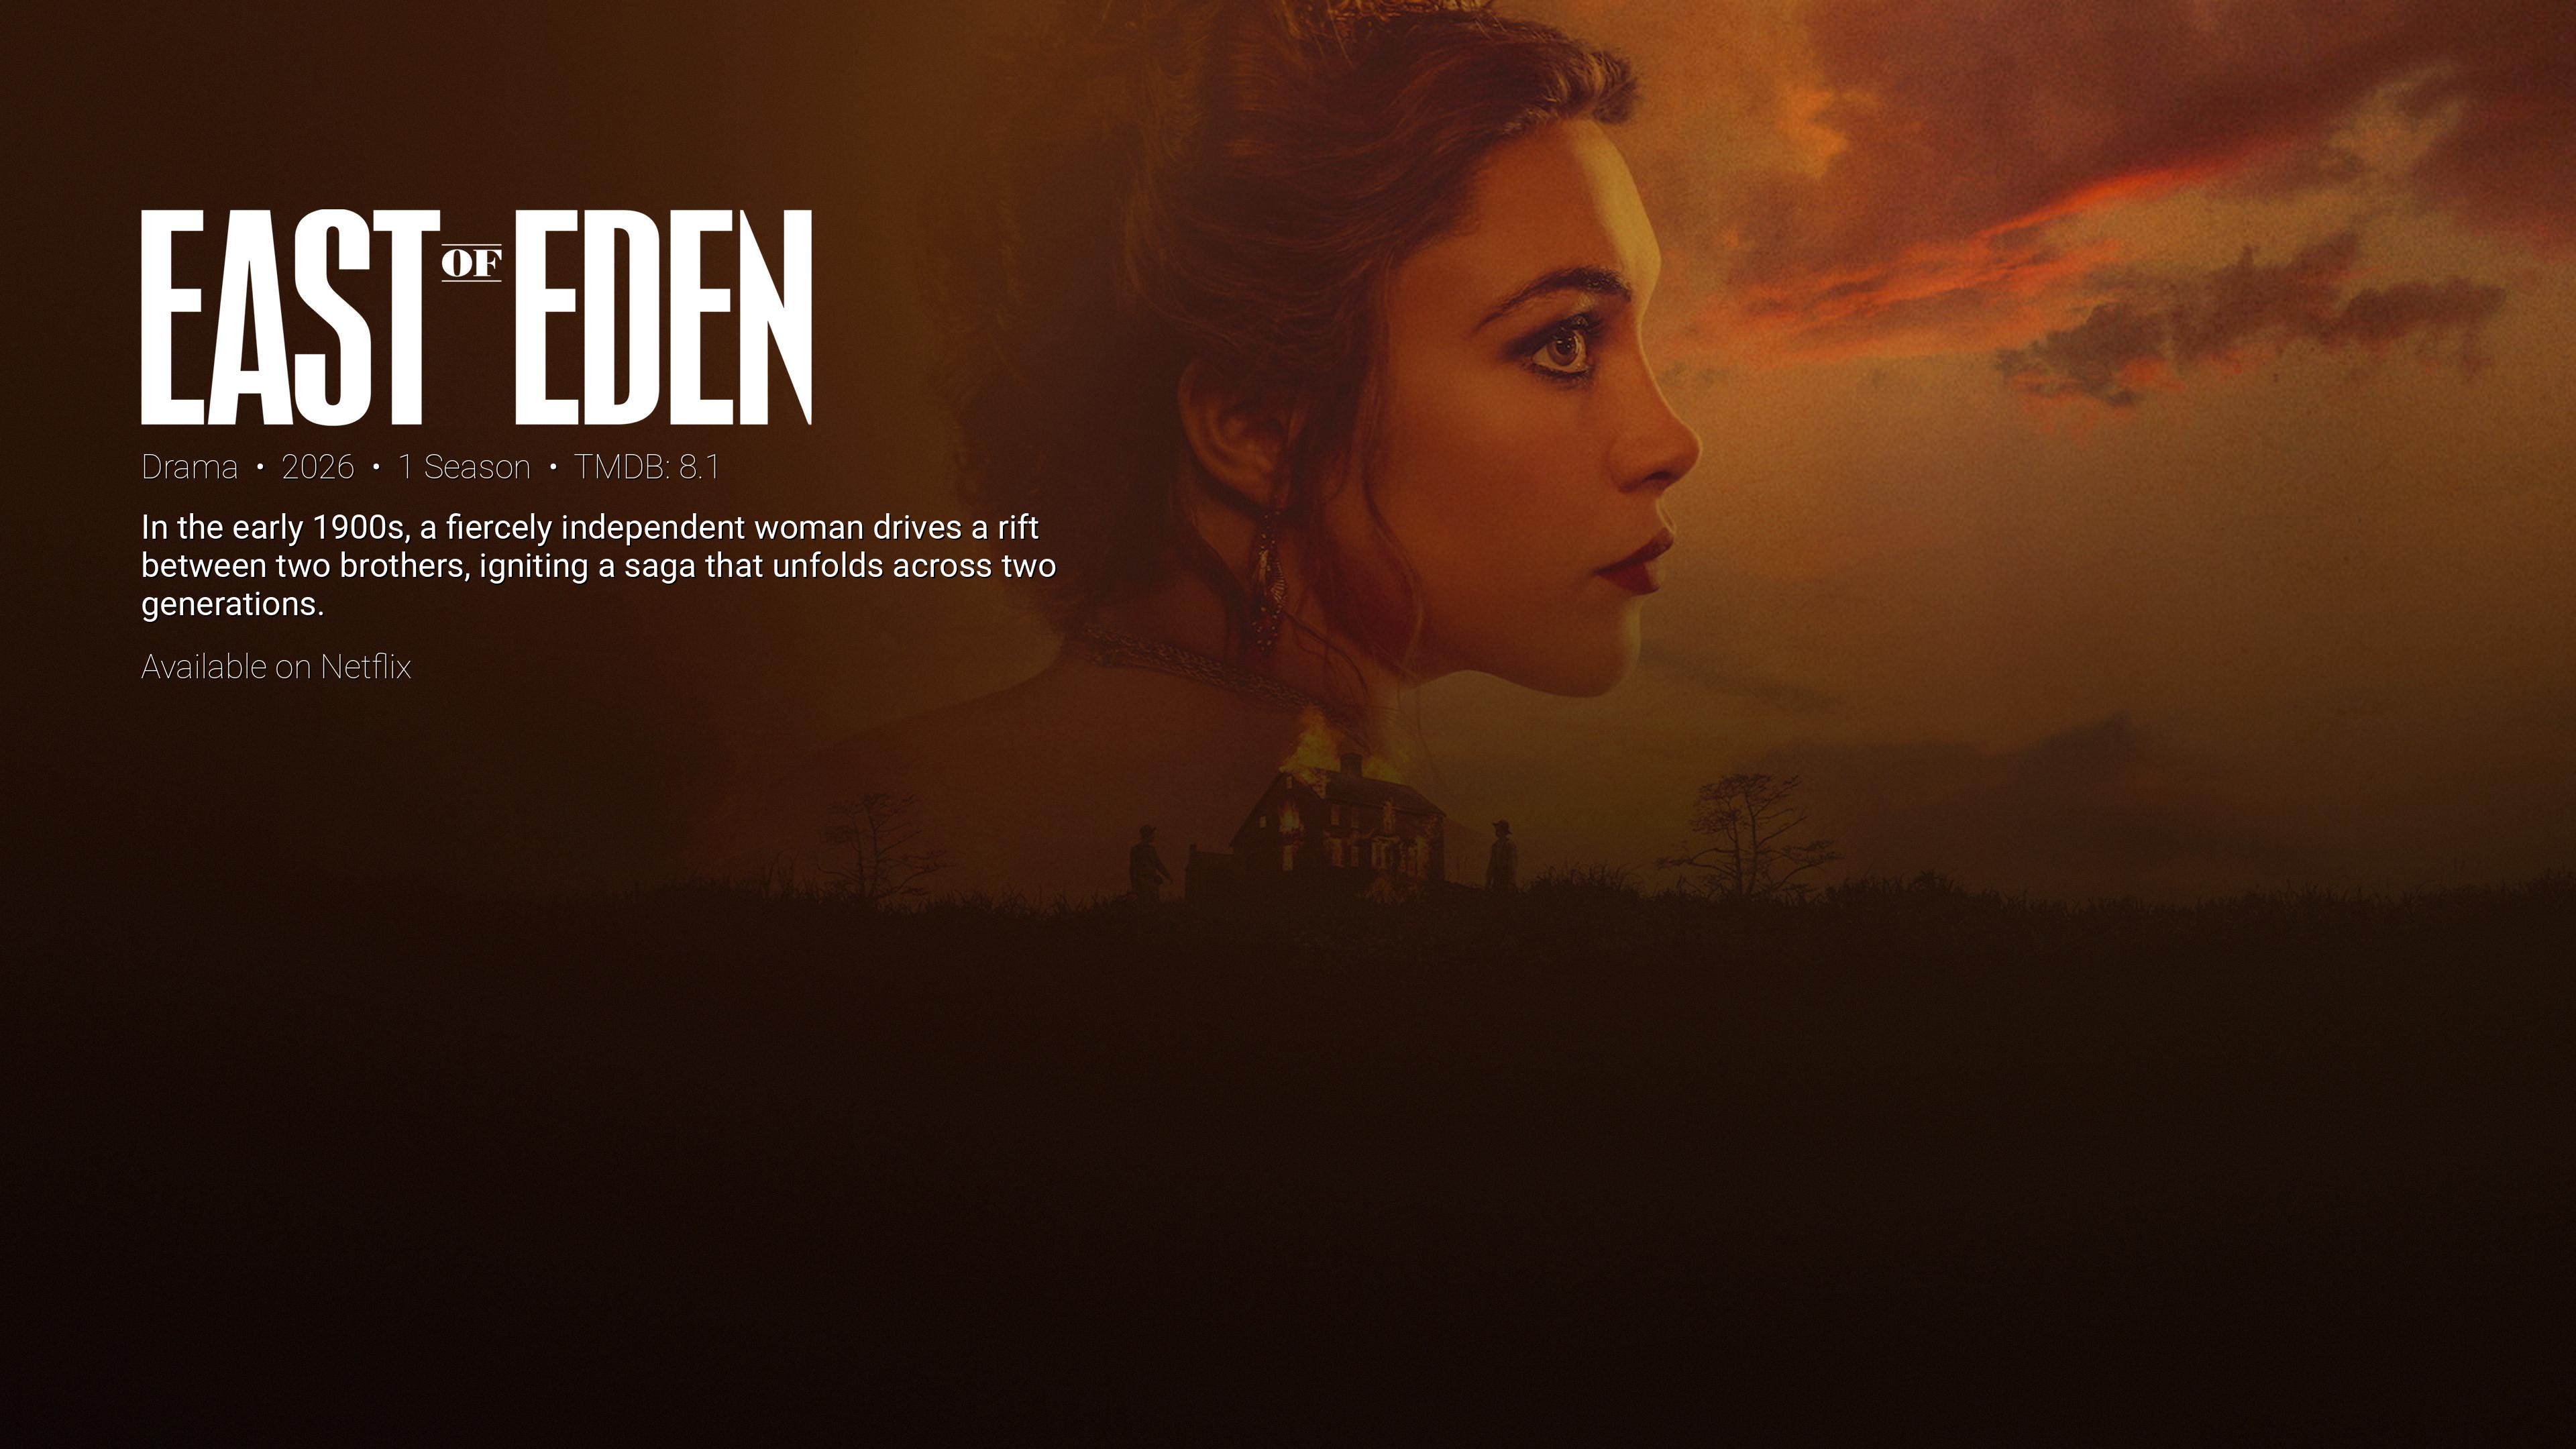 EAST OF EDEN
Drama • 2026 • 1 Season • TMDB: 8.1
In the early 1900s, a fiercely independent woman drives a rift
between two brothers, igniting a saga that unfolds across two
generations.
Available on Netflix